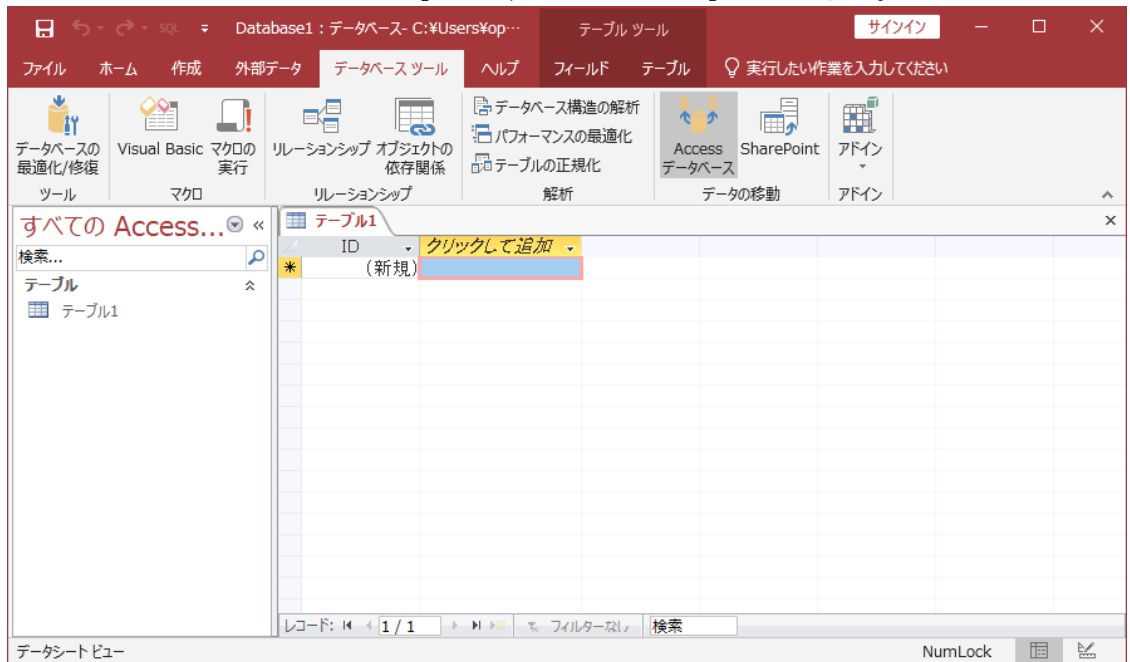 SQL
Database1 : データベース- C:¥Users¥op…
テーブル ツール
サインイン
ファイル ホーム 作成 外部データ データベース ツール ヘルプ フィールド テーブル 実行したい作業を入力してください
データベースの
最適化/修復
Visual Basic
マクロの
実行
リレーションシップ
オブジェクトの
依存関係
データベース構造の解析
パフォーマンスの最適化
テーブルの正規化
Access
データベース
SharePoint
アドイン
ツール マクロ リレーションシップ 解析 データの移動 アドイン
すべての Access...
検索...
テーブル
テーブル1
テーブル1
ID クリックして追加
(新規)
レコード: 1 / 1 フィルターなし 検索
データシート ビュー
NumLock